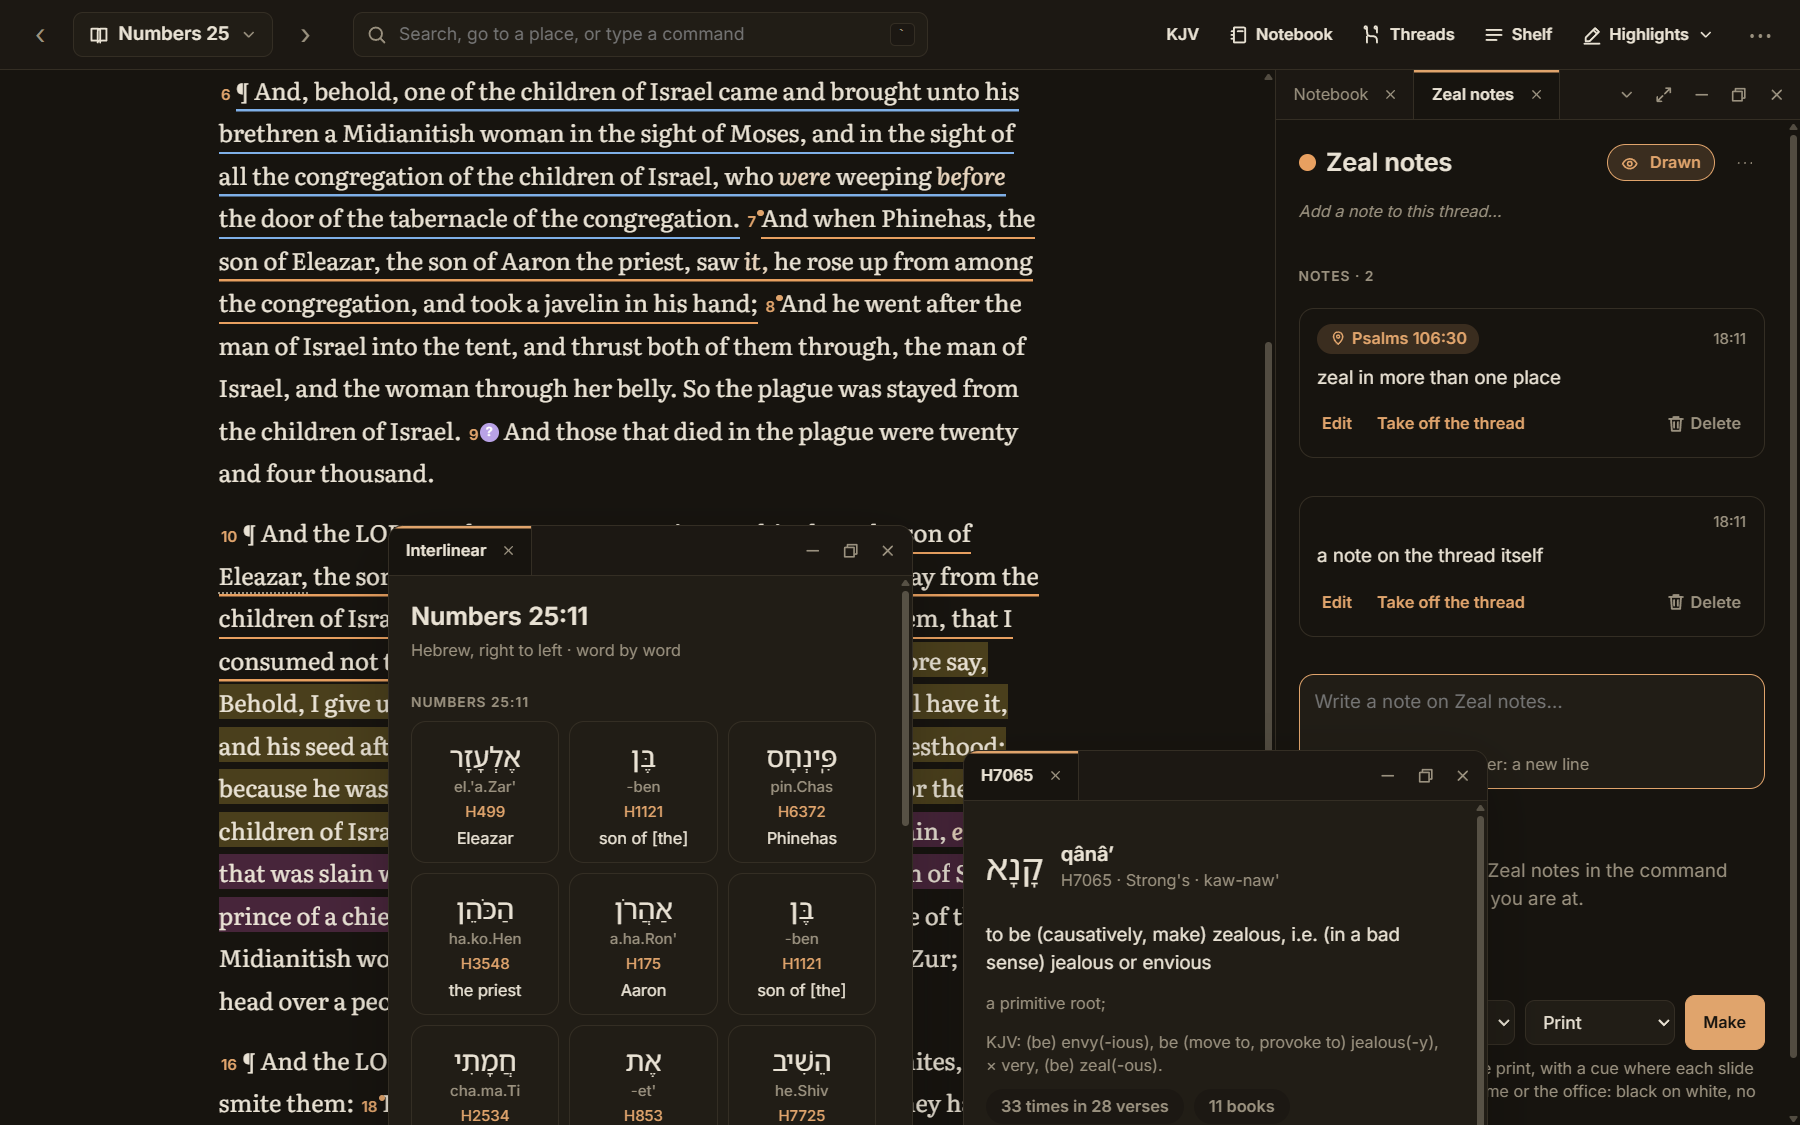 Numbers 25
Search, go to a place, or type a command
`
KJV
Notebook
Threads
Shelf
Highlights
6 ¶ And, behold, one of the children of Israel came and brought unto his
brethren a Midianitish woman in the sight of Moses, and in the sight of
all the congregation of the children of Israel, who were weeping before
the door of the tabernacle of the congregation. 7 And when Phinehas, the
son of Eleazar, the son of Aaron the priest, saw it, he rose up from among
the congregation, and took a javelin in his hand; 8 And he went after the
man of Israel into the tent, and thrust both of them through, the man of
Israel, and the woman through her belly. So the plague was stayed from
the children of Israel. 9 ? And those that died in the plague were twenty
and four thousand.
10 ¶ And the
son of
Eleazar, the
from the
children of
that I
consumed not
say,
Behold, I give
have it,
and his seed
because he was
the
children of
that was slain
of
prince of a
of
Midianitish
Zur;
head over a
16 ¶ And the
smite them: 18
Interlinear
Numbers 25:11
Hebrew, right to left · word by word
NUMBERS 25:11
אֶלְעָזָר
בֶּן
פִּינְחָס
el.'a.Zar'
-ben
pin.Chas
H499
H1121
H6372
Eleazar
son of [the]
Phinehas
הַכֹּהֵן
אַהֲרֹן
בֶּן
ha.ko.Hen
a.ha.Ron'
-ben
H3548
H175
H1121
the priest
Aaron
son of [the]
חֲמָתִי
אֶת
הֵשִׁיב
cha.ma.Ti
-et'
he.Shiv
H2534
H853
H7725
H7065
קָנָא
qânâʼ
H7065 · Strong's · kaw-naw'
to be (causatively, make) zealous, i.e. (in a bad
sense) jealous or envious
a primitive root;
KJV: (be) envy(-ious), be (move to, provoke to) jealous(-y),
× very, (be) zeal(-ous).
33 times in 28 verses
11 books
Notebook
Zeal notes
Zeal notes
Drawn
Add a note to this thread...
NOTES · 2
Psalms 106:30
18:11
zeal in more than one place
Edit
Take off the thread
Delete
18:11
a note on the thread itself
Edit
Take off the thread
Delete
Write a note on Zeal notes...
a new line
Zeal notes in the command
you are at.
Print
Make
print, with a cue where each slide
or the office: black on white, no